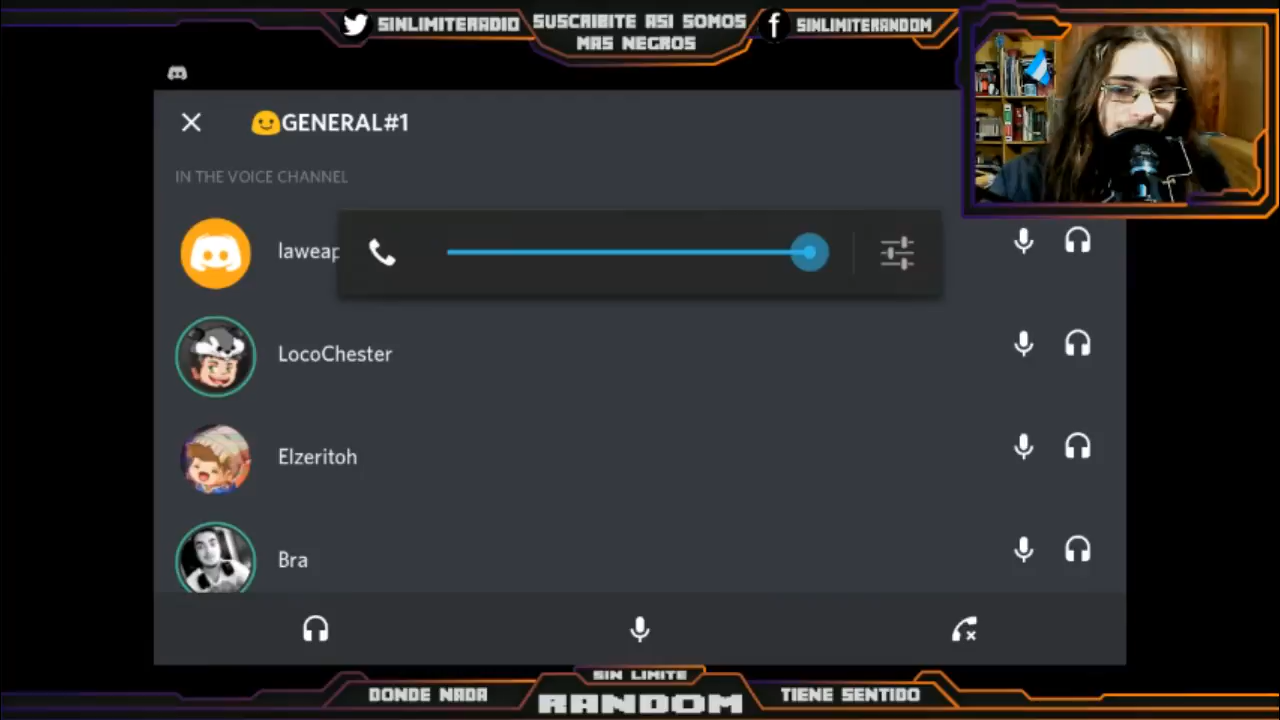 SINLIMITERADIO
SUSCRIBITE ASI SOMOS
MAS NEGROS
f SINLIMITERANDOM
GENERAL#1
IN THE VOICE CHANNEL
laweap
LocoChester
Elzeritoh
Bra
DONDE NADA
SIN LIMITE
RANDOM
TIENE SENTIDO